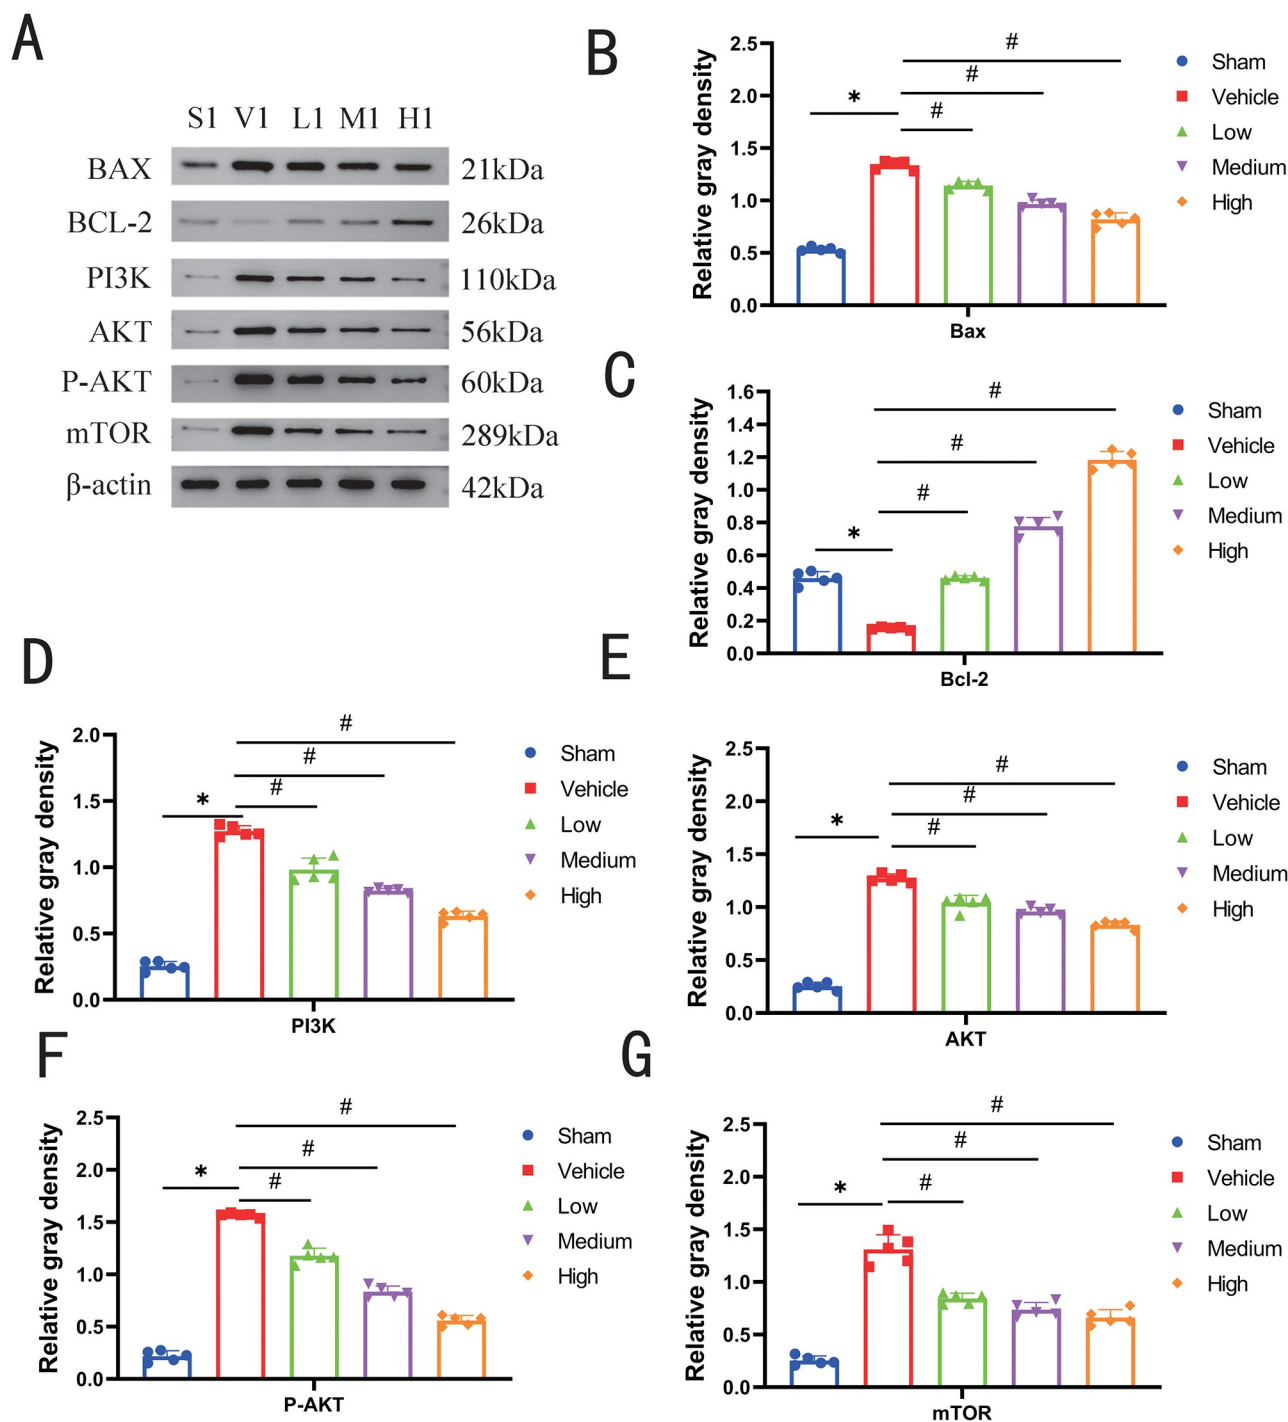 A
S1 V1 L1 M1 H1
BAX 21kDa
BCL-2 26kDa
PI3K 110kDa
AKT 56kDa
P-AKT 60kDa
mTOR 289kDa
β-actin 42kDa
B
Relative gray density
2.5
2.0
1.5
1.0
0.5
0.0
*
#
#
#
Bax
Sham
Vehicle
Low
Medium
High
C
Relative gray density
1.6
1.4
1.2
1.0
0.8
0.6
0.4
0.2
0.0
*
#
#
#
Bcl-2
Sham
Vehicle
Low
Medium
High
D
Relative gray density
2.0
1.5
1.0
0.5
0.0
*
#
#
#
PI3K
Sham
Vehicle
Low
Medium
High
E
Relative gray density
2.5
2.0
1.5
1.0
0.5
0.0
*
#
#
#
AKT
Sham
Vehicle
Low
Medium
High
F
Relative gray density
2.5
2.0
1.5
1.0
0.5
0.0
*
#
#
#
P-AKT
Sham
Vehicle
Low
Medium
High
G
Relative gray density
2.5
2.0
1.5
1.0
0.5
0.0
*
#
#
#
mTOR
Sham
Vehicle
Low
Medium
High